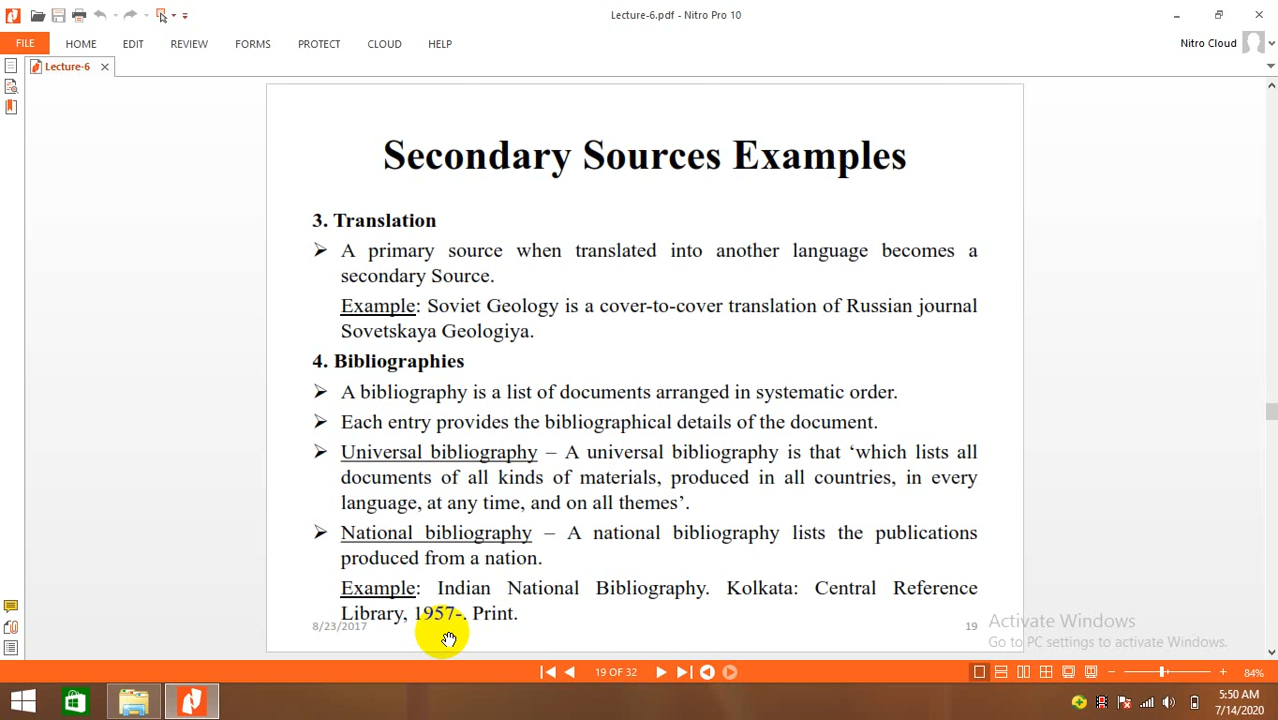 Lecture-6.pdf - Nitro Pro 10
FILE HOME EDIT REVIEW FORMS PROTECT CLOUD HELP
Nitro Cloud
Lecture-6
Secondary Sources Examples
3. Translation
➢ A primary source when translated into another language becomes a
secondary Source.
Example: Soviet Geology is a cover-to-cover translation of Russian journal
Sovetskaya Geologiya.
4. Bibliographies
➢ A bibliography is a list of documents arranged in systematic order.
➢ Each entry provides the bibliographical details of the document.
➢ Universal bibliography – A universal bibliography is that ‘which lists all
documents of all kinds of materials, produced in all countries, in every
language, at any time, and on all themes’.
➢ National bibliography – A national bibliography lists the publications
produced from a nation.
Example: Indian National Bibliography. Kolkata: Central Reference
Library, 1957-. Print.
8/23/2017
19
Activate Windows
Go to PC settings to activate Windows.
19 OF 32
84%
5:50 AM
7/14/2020